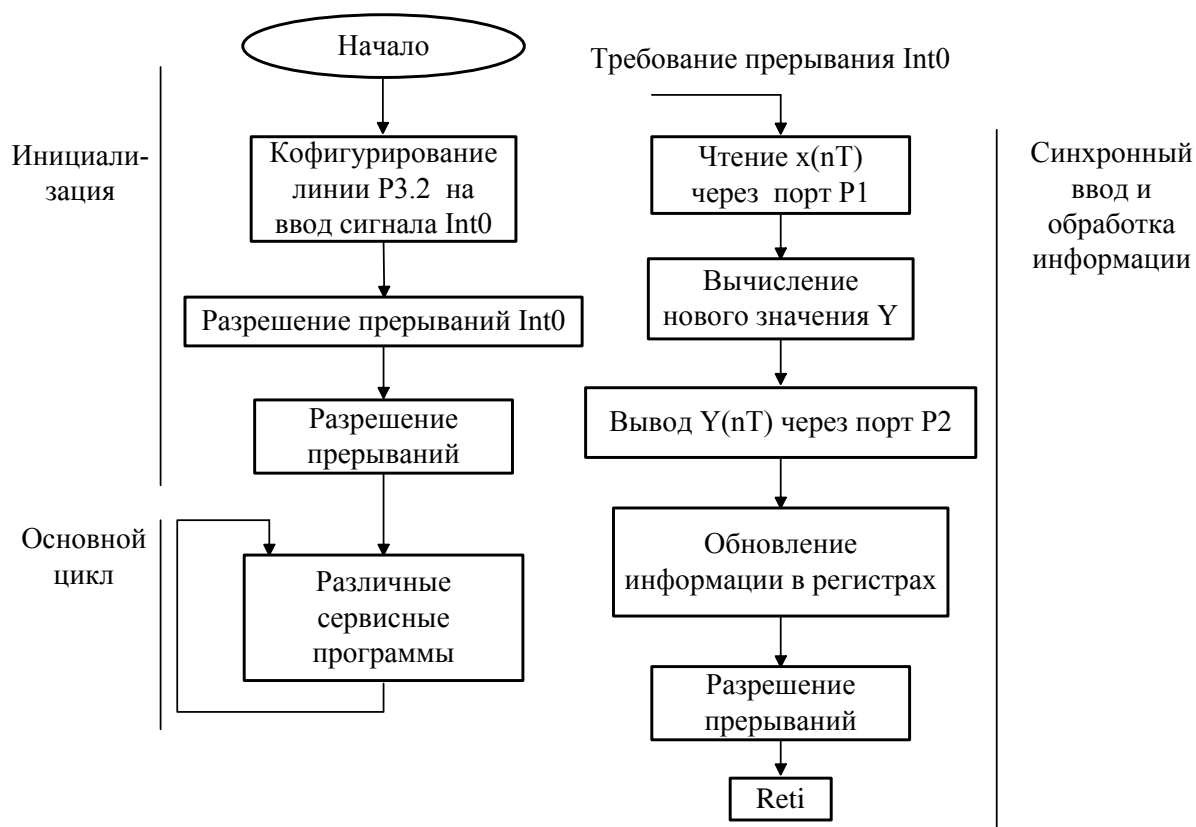 Начало
Инициали-
зация
Кофигурирование
линии P3.2 на
ввод сигнала Int0
Разрешение прерываний Int0
Разрешение
прерываний
Основной
цикл
Различные
сервисные
программы
Требование прерывания Int0
Чтение x(nT)
через порт P1
Вычисление
нового значения Y
Вывод Y(nT) через порт P2
Обновление
информации в регистрах
Разрешение
прерываний
Reti
Синхронный
ввод и
обработка
информации